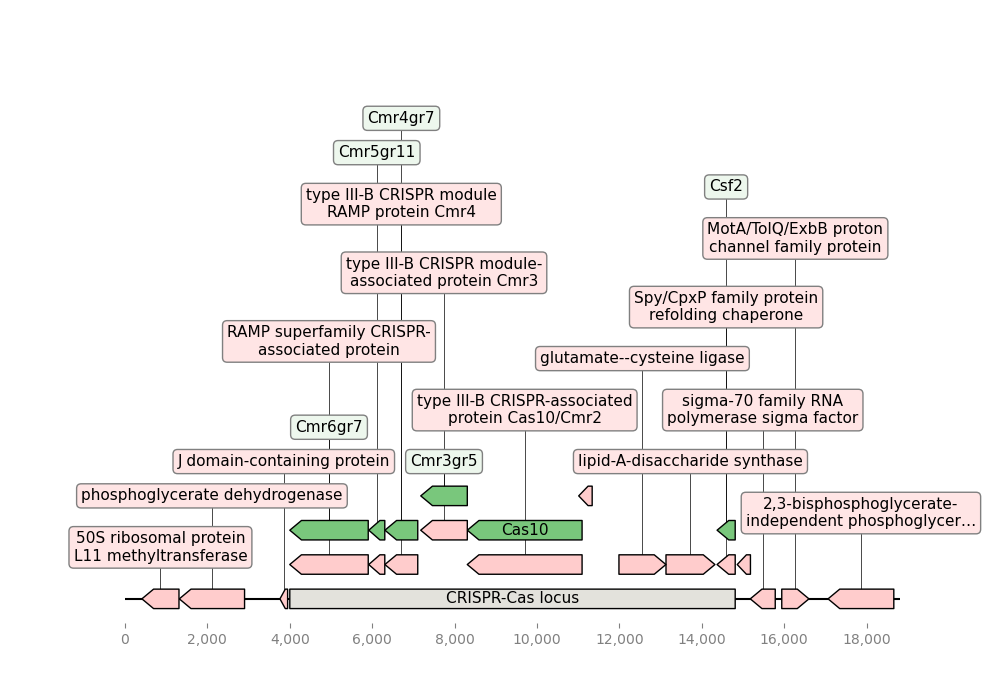 Cmr4gr7
Cmr5gr11
Csf2
type III-B CRISPR module
RAMP protein Cmr4
MotA/TolQ/ExbB proton
channel family protein
type III-B CRISPR module-
associated protein Cmr3
Spy/CpxP family protein
refolding chaperone
RAMP superfamily CRISPR-
associated protein
glutamate--cysteine ligase
type III-B CRISPR-associated
protein Cas10/Cmr2
sigma-70 family RNA
polymerase sigma factor
Cmr6gr7
J domain-containing protein
Cmr3gr5
lipid-A-disaccharide synthase
phosphoglycerate dehydrogenase
2,3-bisphosphoglycerate-
independent phosphoglycer...
Cas10
50S ribosomal protein
L11 methyltransferase
CRISPR-Cas locus
0 2,000 4,000 6,000 8,000 10,000 12,000 14,000 16,000 18,000